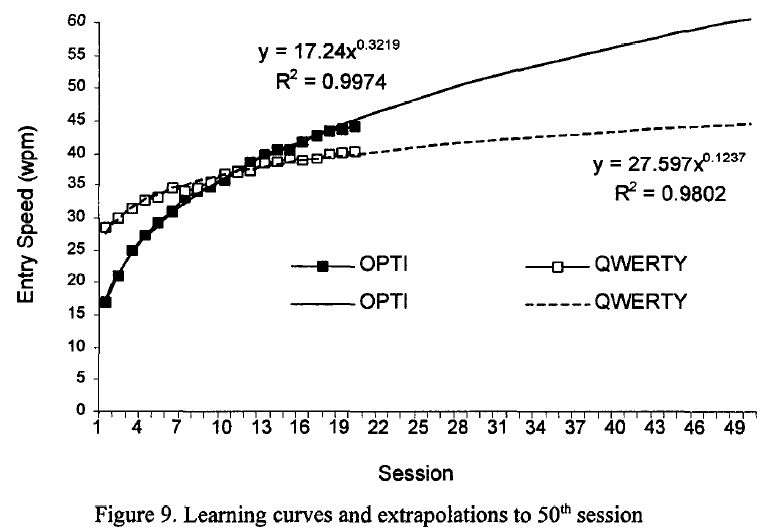 60
55
50
45
40
35
30
25
20
15
10
5
0
Entry Speed (wpm)
y = 17.24x^0.3219
R² = 0.9974
y = 27.597x^0.1237
R² = 0.9802
OPTI QWERTY
OPTI QWERTY
1 4 7 10 13 16 19 22 25 28 31 34 37 40 43 46 49
Session
Figure 9. Learning curves and extrapolations to 50th session